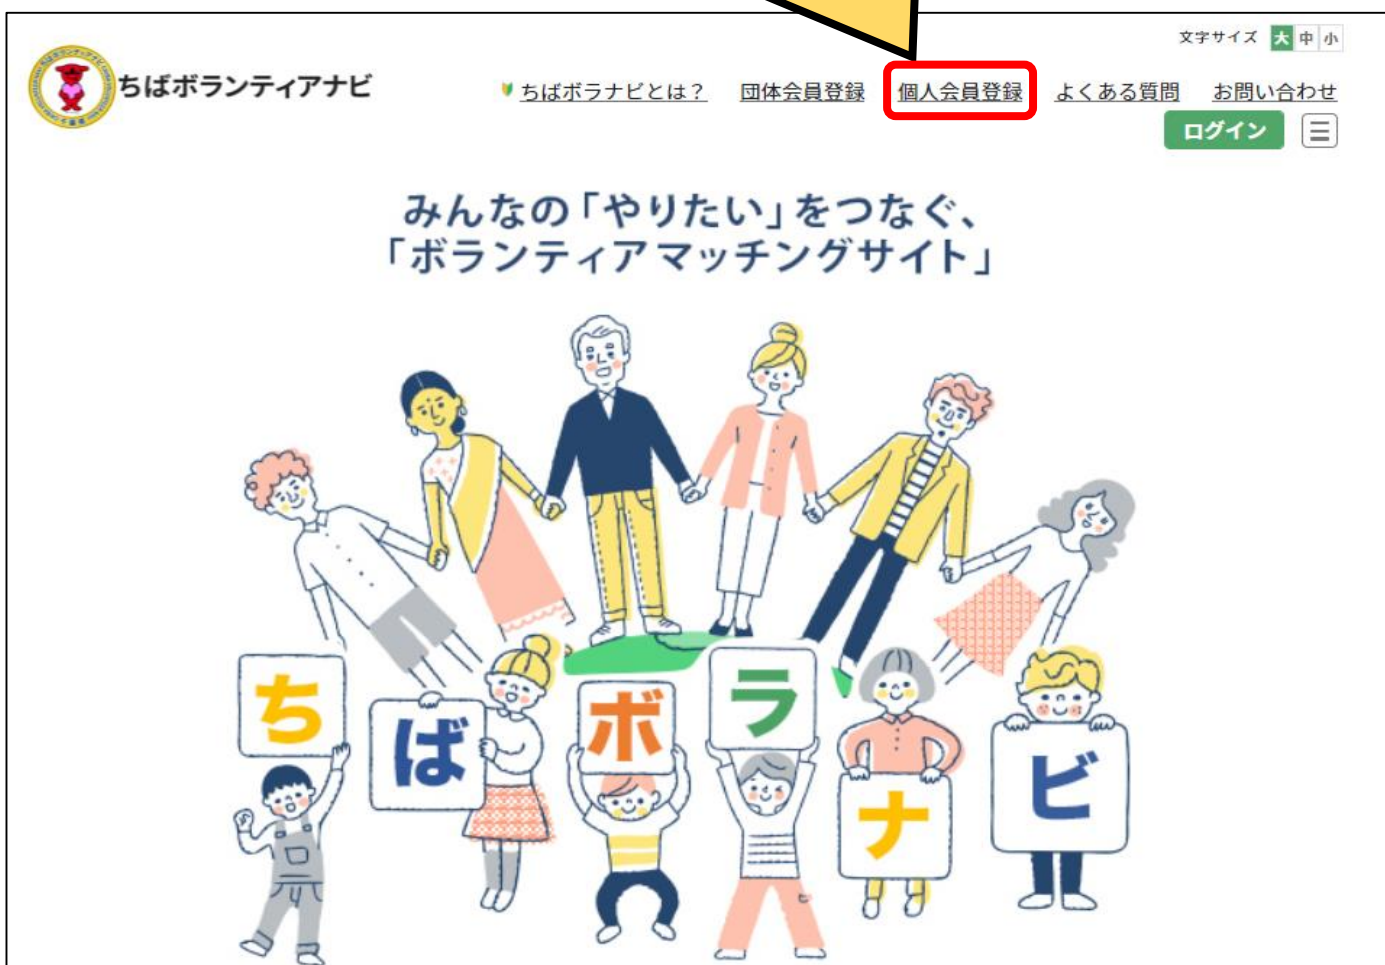 文字サイズ 大 中 小
ちばボランティアナビ
ちばボラナビとは？ 団体会員登録 個人会員登録 よくある質問 お問い合わせ
ログイン
みんなの「やりたい」をつなぐ、
「ボランティアマッチングサイト」
ちばボラナビ